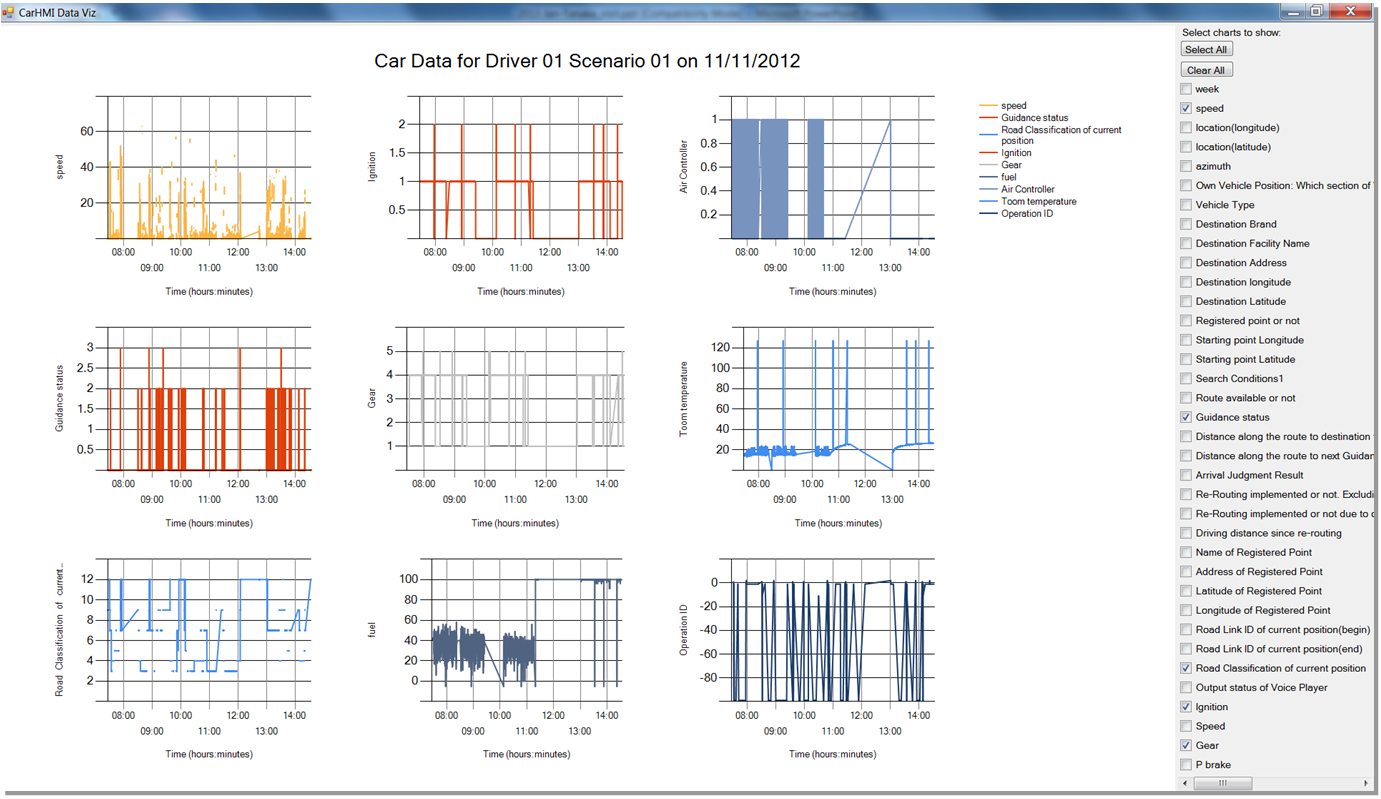 CarHMI Data Viz
Car Data for Driver 01 Scenario 01 on 11/11/2012
60
40
20
speed
08:00 10:00 12:00 14:00
09:00 11:00 13:00
Time (hours:minutes)
2
1.5
1
0.5
Ignition
08:00 10:00 12:00 14:00
09:00 11:00 13:00
Time (hours:minutes)
1
0.8
0.6
0.4
0.2
Air Controller
08:00 10:00 12:00 14:00
09:00 11:00 13:00
Time (hours:minutes)
speed
Guidance status
Road Classification of current
position
Ignition
Gear
fuel
Air Controller
Toom temperature
Operation ID
3
2.5
2
1.5
1
0.5
Guidance status
08:00 10:00 12:00 14:00
09:00 11:00 13:00
Time (hours:minutes)
5
4
3
2
1
Gear
08:00 10:00 12:00 14:00
09:00 11:00 13:00
Time (hours:minutes)
120
100
80
60
40
20
Toom temperature
08:00 10:00 12:00 14:00
09:00 11:00 13:00
Time (hours:minutes)
12
10
8
6
4
2
Road Classification of current...
08:00 10:00 12:00 14:00
09:00 11:00 13:00
Time (hours:minutes)
100
80
60
40
20
0
fuel
08:00 10:00 12:00 14:00
09:00 11:00 13:00
Time (hours:minutes)
0
-20
-40
-60
-80
Operation ID
08:00 10:00 12:00 14:00
09:00 11:00 13:00
Time (hours:minutes)
Select charts to show:
Select All
Clear All
week
speed
location(longitude)
location(latitude)
azimuth
Own Vehicle Position: Which section of
Vehicle Type
Destination Brand
Destination Facility Name
Destination Address
Destination longitude
Destination Latitude
Registered point or not
Starting point Longitude
Starting point Latitude
Search Conditions1
Route available or not
Guidance status
Distance along the route to destination
Distance along the route to next Guidan
Arrival Judgment Result
Re-Routing implemented or not. Excludi
Re-Routing implemented or not due to
Driving distance since re-routing
Name of Registered Point
Address of Registered Point
Latitude of Registered Point
Longitude of Registered Point
Road Link ID of current position(begin)
Road Link ID of current position(end)
Road Classification of current position
Output status of Voice Player
Ignition
Speed
Gear
P brake